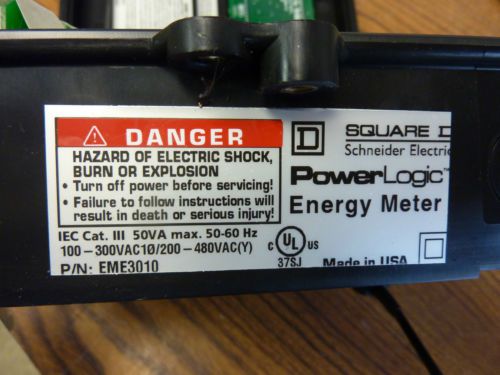 DANGER
HAZARD OF ELECTRIC SHOCK,
BURN OR EXPLOSION
• Turn off power before servicing!
• Failure to follow instructions will
result in death or serious injury!
IEC Cat. III 50VA max. 50-60 Hz
100-300VAC1Ø/200-480VAC(Y)
P/N: EME3010
SQUARE D
Schneider Electric
PowerLogic™
Energy Meter
C UL US
37SJ
Made in USA